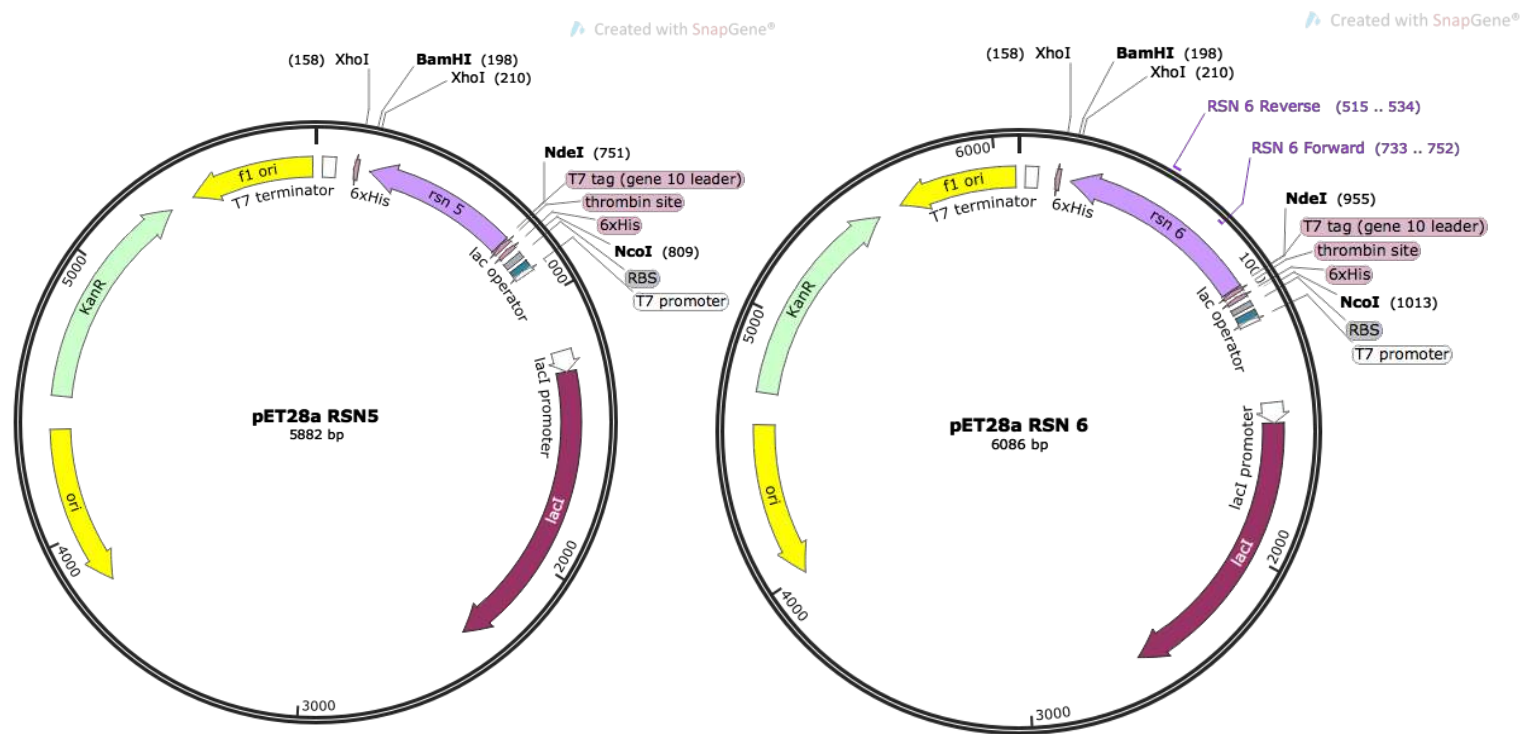 Created with SnapGene®
(158) XhoI
BamHI (198)
XhoI (210)
NdeI (751)
T7 tag (gene 10 leader)
thrombin site
6xHis
NcoI (809)
RBS
T7 promoter
f1 ori
T7 terminator
6xHis
rsn 5
lac operator
1000
5000
KanR
lacI promoter
pET28a RSN5
5882 bp
ori
lacI
4000
2000
3000
Created with SnapGene®
(158) XhoI
BamHI (198)
XhoI (210)
RSN 6 Reverse (515 .. 534)
RSN 6 Forward (733 .. 752)
6000
NdeI (955)
T7 tag (gene 10 leader)
thrombin site
6xHis
NcoI (1013)
RBS
T7 promoter
f1 ori
T7 terminator
6xHis
rsn 6
lac operator
1000
5000
KanR
lacI promoter
pET28a RSN 6
6086 bp
ori
lacI
4000
2000
3000